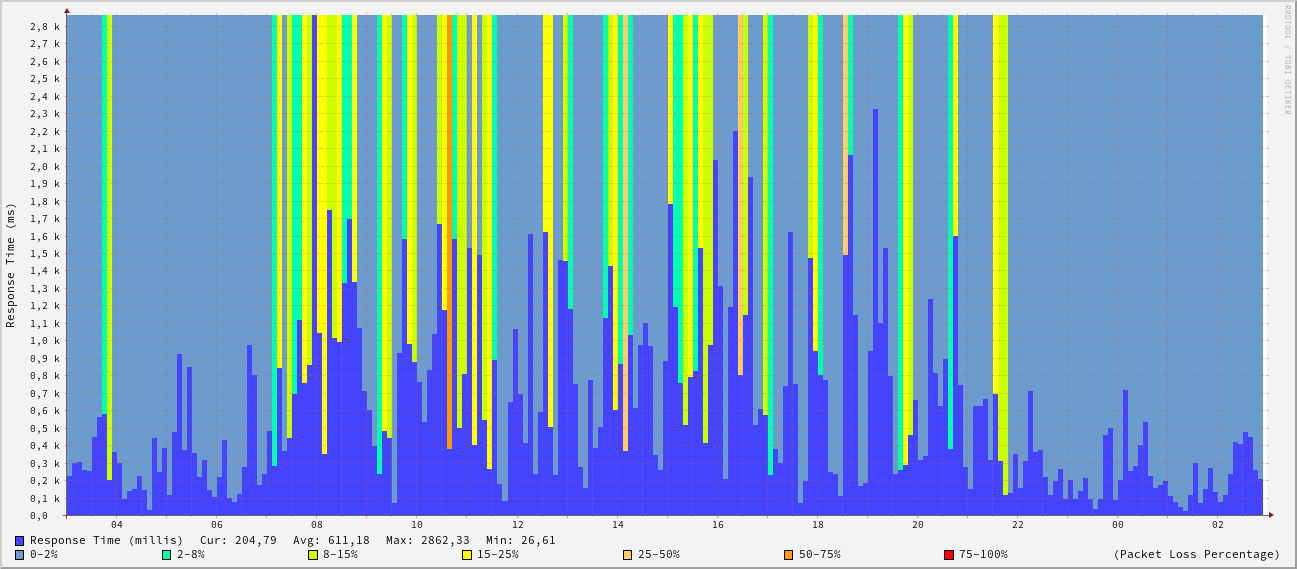 RRDTOOL / TOBI OETIKER
Response Time (ms)
2,8 k
2,7 k
2,6 k
2,5 k
2,4 k
2,3 k
2,2 k
2,1 k
2,0 k
1,9 k
1,8 k
1,7 k
1,6 k
1,5 k
1,4 k
1,3 k
1,2 k
1,1 k
1,0 k
0,9 k
0,8 k
0,7 k
0,6 k
0,5 k
0,4 k
0,3 k
0,2 k
0,1 k
0,0
04 06 08 10 12 14 16 18 20 22 00 02
Response Time (millis) Cur: 204,79 Avg: 611,18 Max: 2862,33 Min: 26,61
0-2% 2-8% 8-15% 15-25% 25-50% 50-75% 75-100% (Packet Loss Percentage)